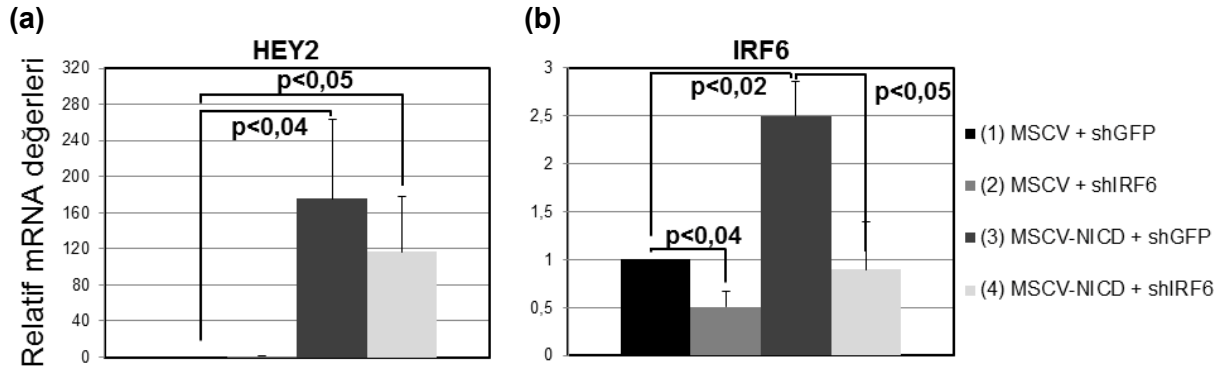 (a)
(b)
HEY2
Relatif mRNA değerleri
320
280
240
200
160
120
80
40
0
p<0,05
p<0,04
IRF6
3
2,5
2
1,5
1
0,5
0
p<0,02
p<0,05
p<0,04
(1) MSCV + shGFP
(2) MSCV + shIRF6
(3) MSCV-NICD + shGFP
(4) MSCV-NICD + shIRF6